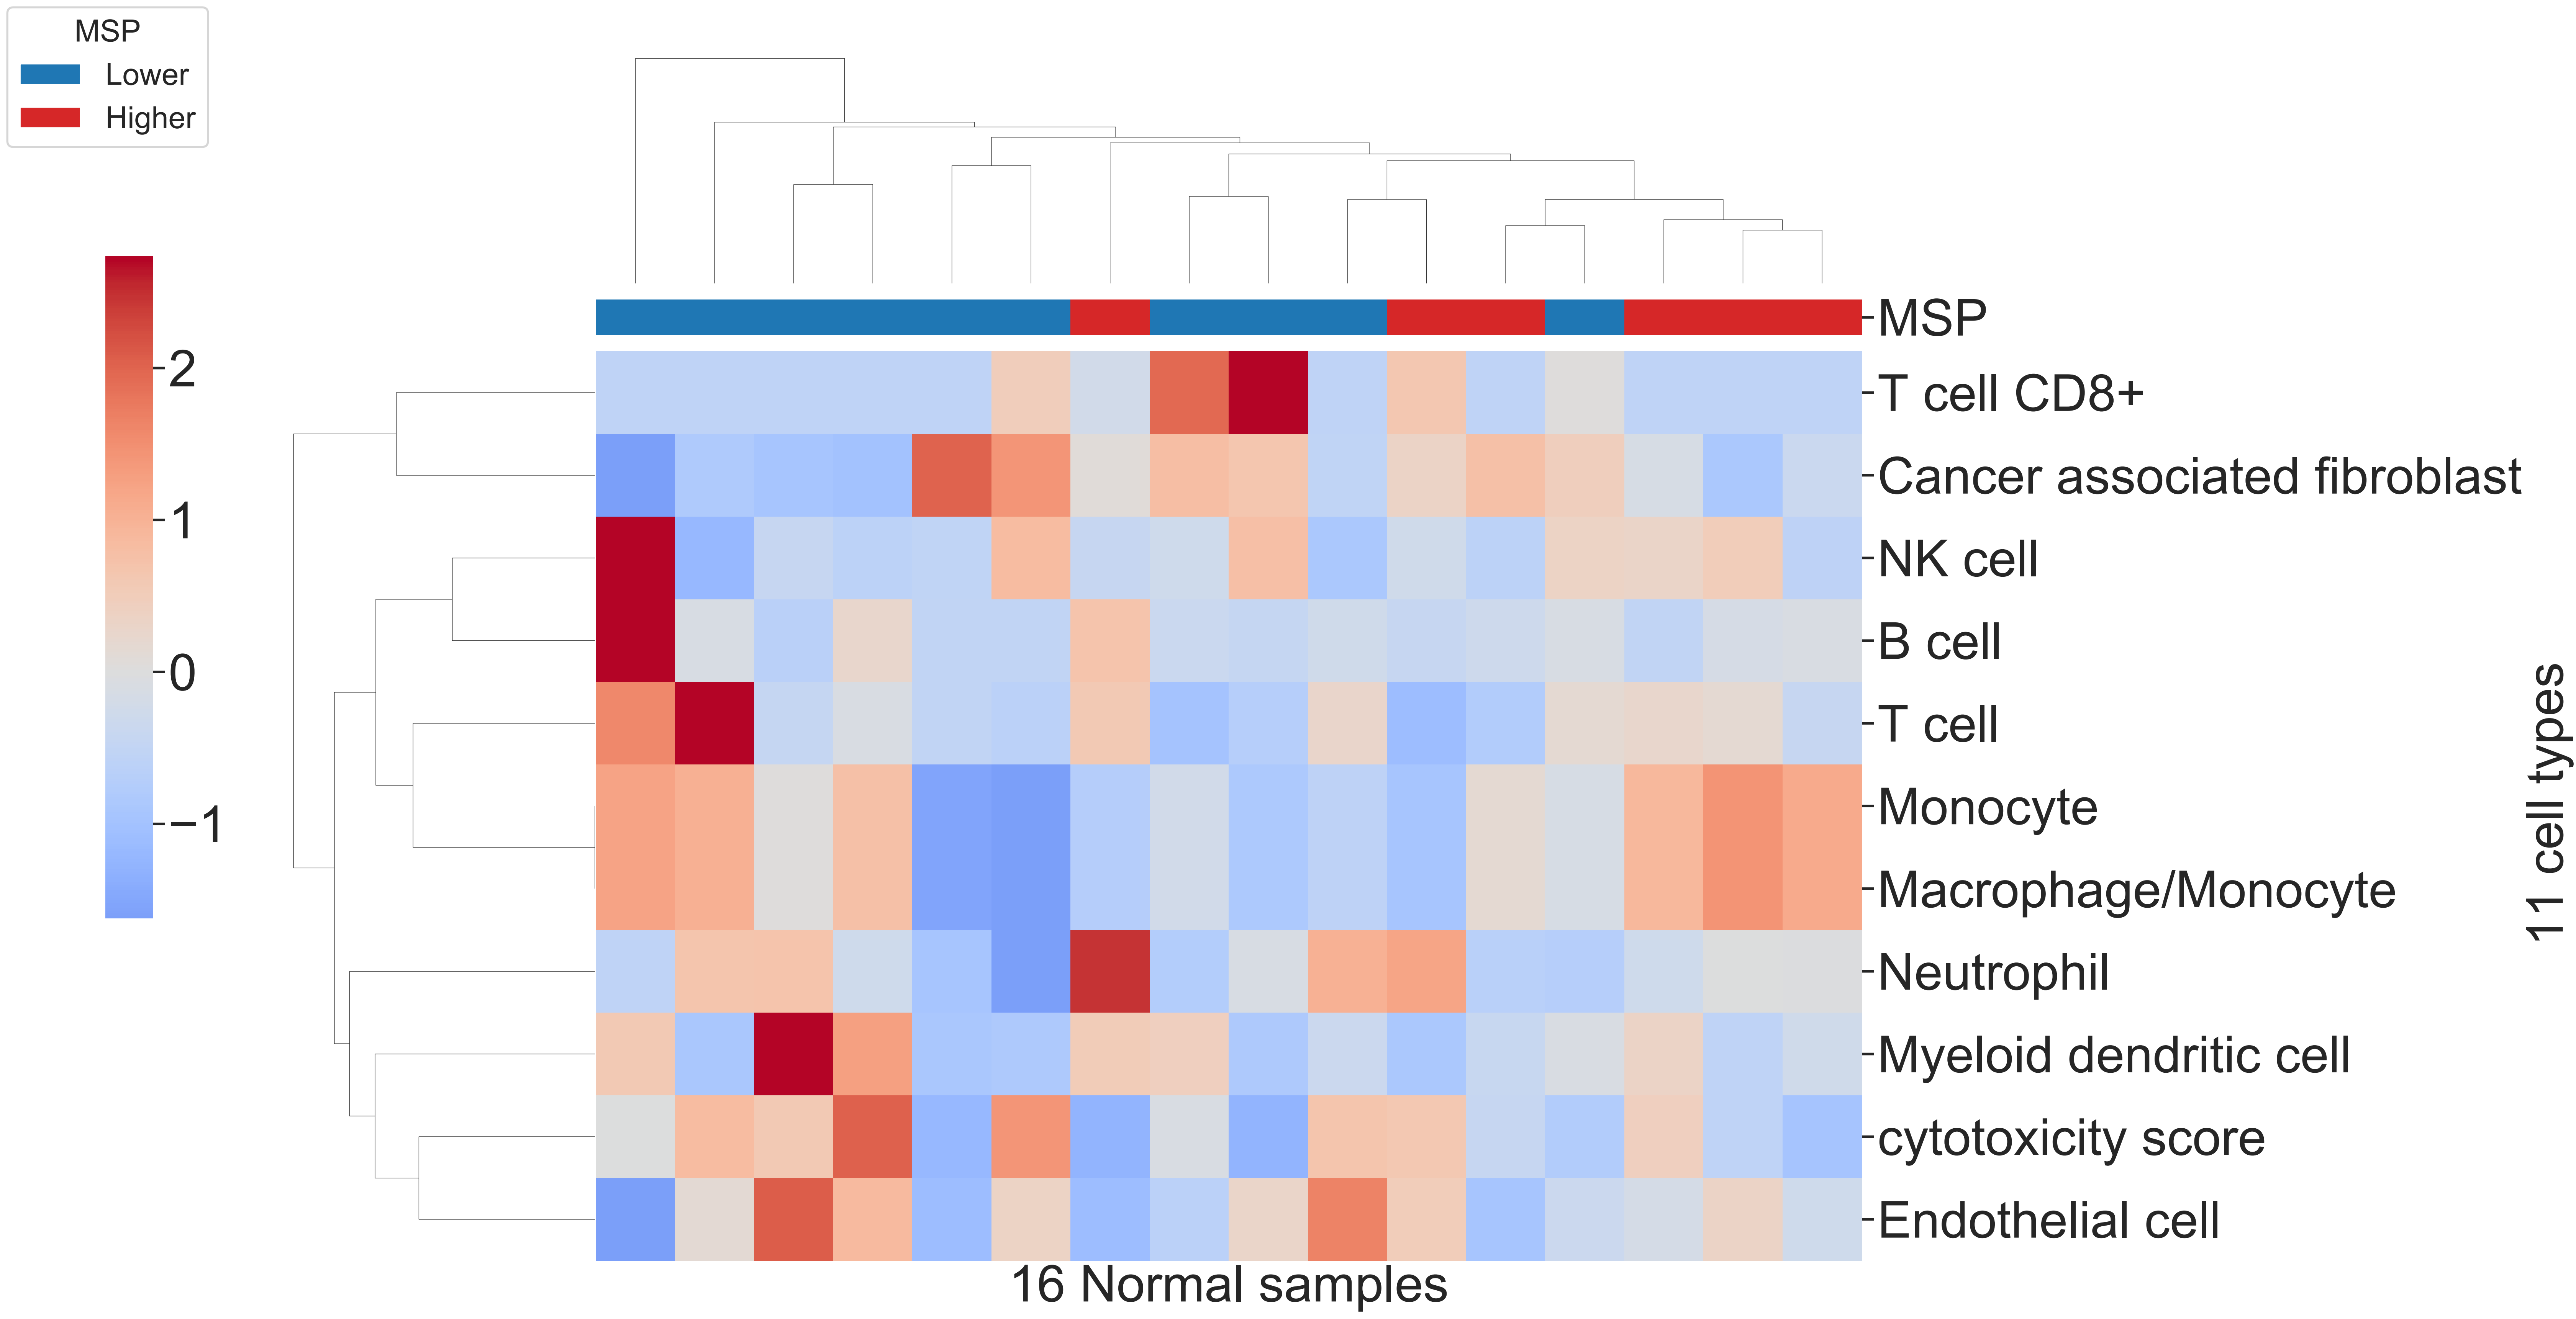 MSP
Lower
Higher
2
1
0
−1
MSP
T cell CD8+
Cancer associated fibroblast
NK cell
B cell
T cell
Monocyte
Macrophage/Monocyte
Neutrophil
Myeloid dendritic cell
cytotoxicity score
Endothelial cell
11 cell types
16 Normal samples